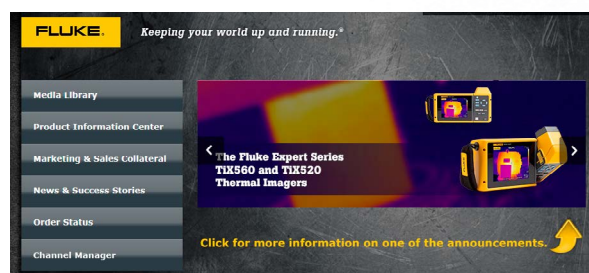 FLUKE®
Keeping your world up and running.®
Media Library
Product Information Center
Marketing & Sales Collateral
News & Success Stories
Order Status
Channel Manager
The Fluke Expert Series
TiX560 and TiX520
Thermal Imagers
Click for more information on one of the announcements.